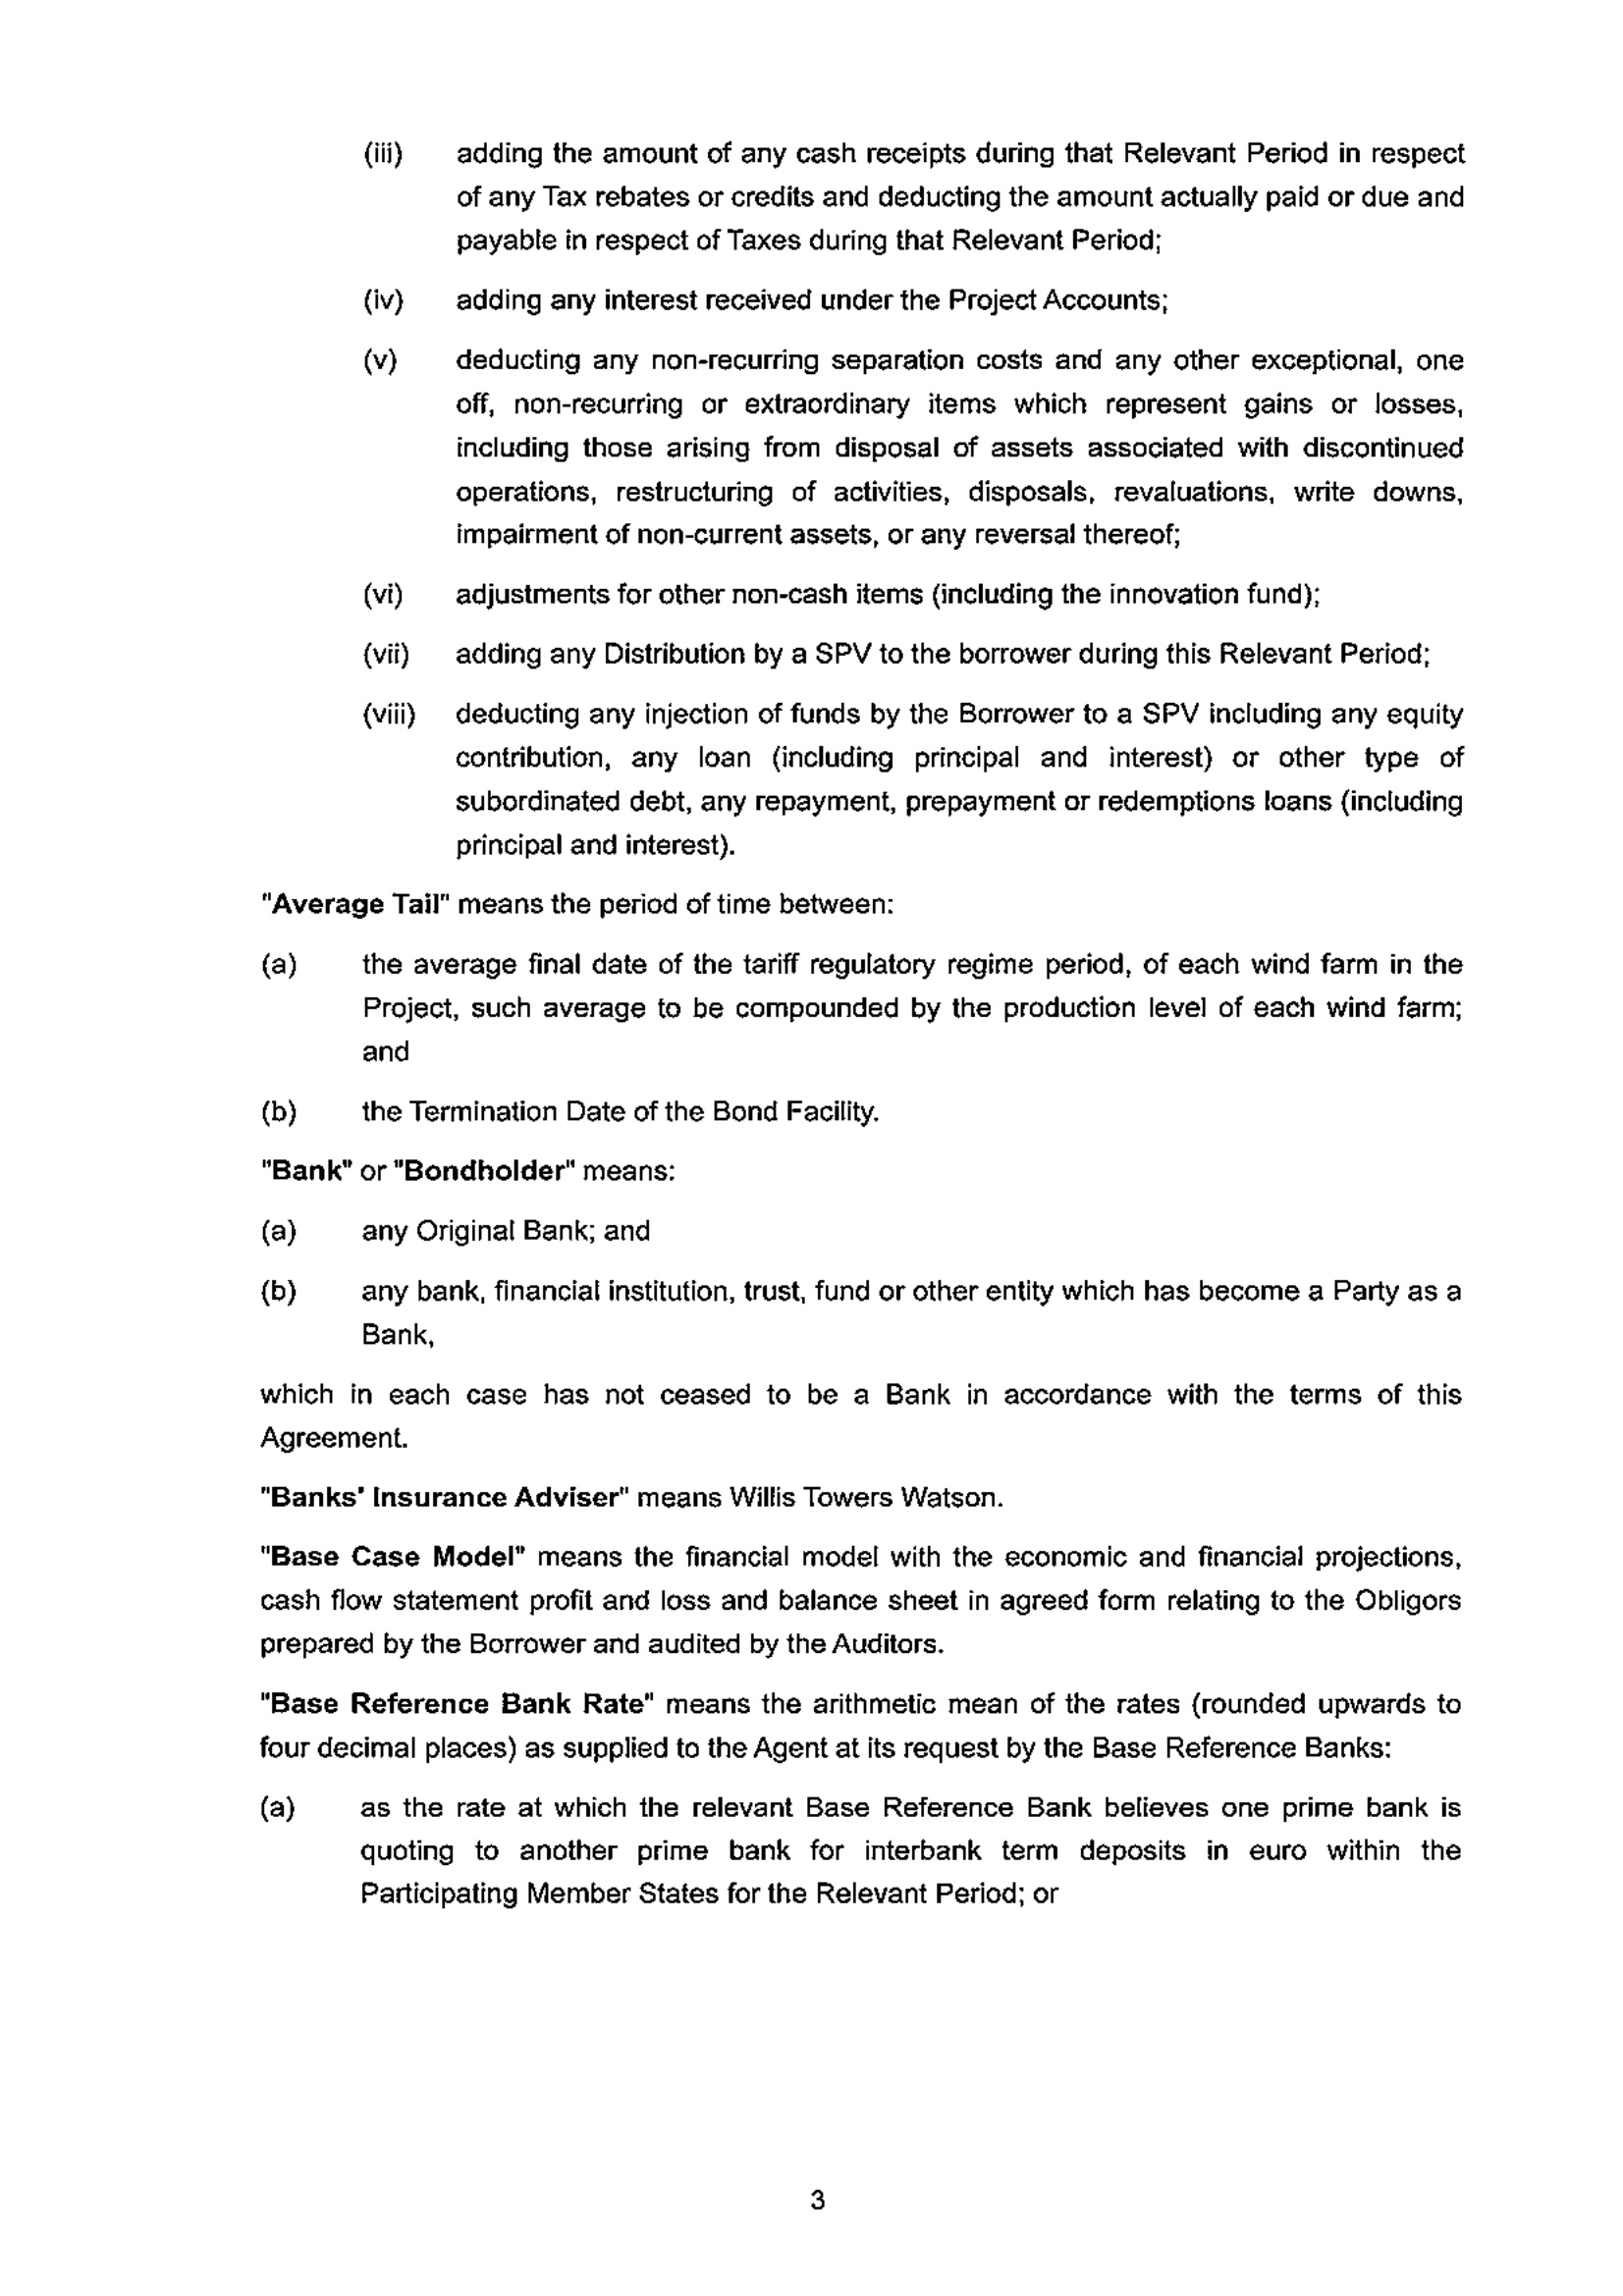 (iii) adding the amount of any cash receipts during that Relevant Period in respect
of any Tax rebates or credits and deducting the amount actually paid or due and
payable in respect of Taxes during that Relevant Period;
(iv) adding any interest received under the Project Accounts;
(v) deducting any non-recurring separation costs and any other exceptional, one
off, non-recurring or extraordinary items which represent gains or losses,
including those arising from disposal of assets associated with discontinued
operations, restructuring of activities, disposals, revaluations, write downs,
impairment of non-current assets, or any reversal thereof;
(vi) adjustments for other non-cash items (including the innovation fund);
(vii) adding any Distribution by a SPV to the borrower during this Relevant Period;
(viii) deducting any injection of funds by the Borrower to a SPV including any equity
contribution, any loan (including principal and interest) or other type of
subordinated debt, any repayment, prepayment or redemptions loans (including
principal and interest).
"Average Tail" means the period of time between:
(a) the average final date of the tariff regulatory regime period, of each wind farm in the
Project, such average to be compounded by the production level of each wind farm;
and
(b) the Termination Date of the Bond Facility.
"Bank" or "Bondholder" means:
(a) any Original Bank; and
(b) any bank, financial institution, trust, fund or other entity which has become a Party as a
Bank,
which in each case has not ceased to be a Bank in accordance with the terms of this
Agreement.
"Banks' Insurance Adviser" means Willis Towers Watson.
"Base Case Model" means the financial model with the economic and financial projections,
cash flow statement profit and loss and balance sheet in agreed form relating to the Obligors
prepared by the Borrower and audited by the Auditors.
"Base Reference Bank Rate" means the arithmetic mean of the rates (rounded upwards to
four decimal places) as supplied to the Agent at its request by the Base Reference Banks:
(a) as the rate at which the relevant Base Reference Bank believes one prime bank is
quoting to another prime bank for interbank term deposits in euro within the
Participating Member States for the Relevant Period; or
3